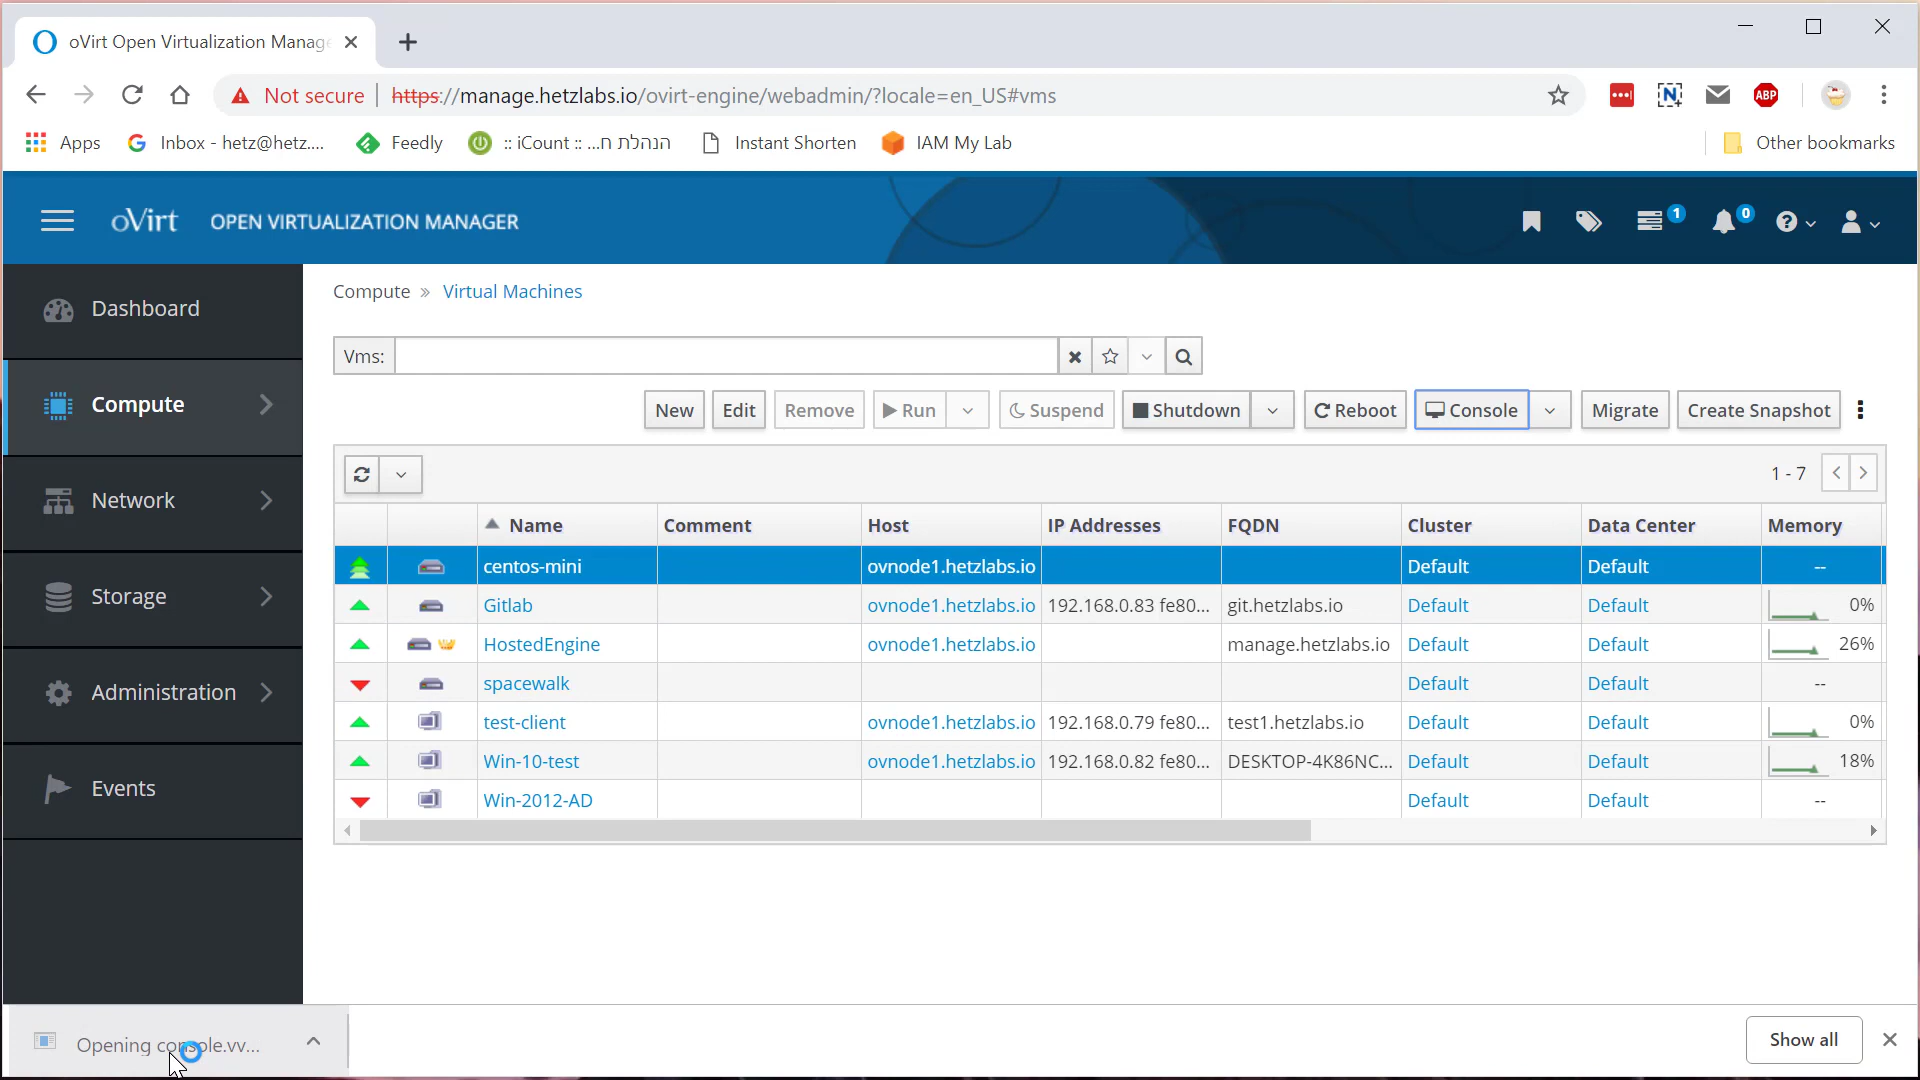 oVirt Open Virtualization Manage
Not secure https://manage.hetzlabs.io/ovirt-engine/webadmin/?locale=en_US#vms
ABP
Apps Inbox - hetz@hetz.... Feedly :: iCount :: ...הנהלת ח Instant Shorten IAM My Lab Other bookmarks
oVirt OPEN VIRTUALIZATION MANAGER 1 0
Dashboard
Compute
Network
Storage
Administration
Events
Compute » Virtual Machines
Vms:
New Edit Remove Run Suspend Shutdown Reboot Console Migrate Create Snapshot
1 - 7
Name Comment Host IP Addresses FQDN Cluster Data Center Memory
centos-mini ovnode1.hetzlabs.io Default Default --
Gitlab ovnode1.hetzlabs.io 192.168.0.83 fe80... git.hetzlabs.io Default Default 0%
HostedEngine ovnode1.hetzlabs.io manage.hetzlabs.io Default Default 26%
spacewalk Default Default --
test-client ovnode1.hetzlabs.io 192.168.0.79 fe80... test1.hetzlabs.io Default Default 0%
Win-10-test ovnode1.hetzlabs.io 192.168.0.82 fe80... DESKTOP-4K86NC... Default Default 18%
Win-2012-AD Default Default --
Opening console.vv...
Show all